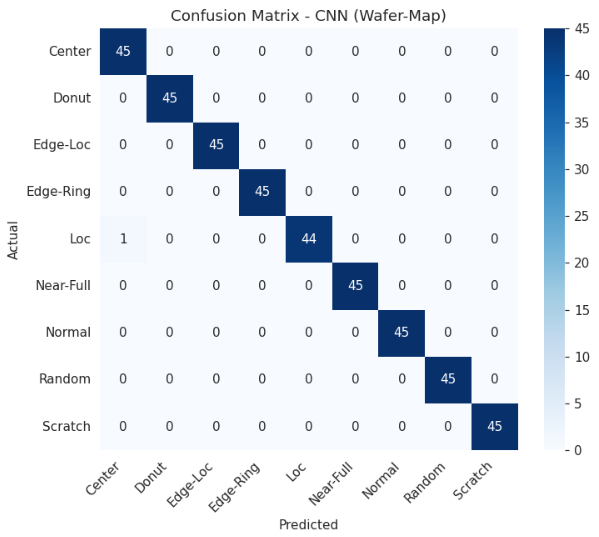 Confusion Matrix - CNN (Wafer-Map)
Actual
Center 45 0 0 0 0 0 0 0 0
Donut 0 45 0 0 0 0 0 0 0
Edge-Loc 0 0 45 0 0 0 0 0 0
Edge-Ring 0 0 0 45 0 0 0 0 0
Loc 1 0 0 0 44 0 0 0 0
Near-Full 0 0 0 0 0 45 0 0 0
Normal 0 0 0 0 0 0 45 0 0
Random 0 0 0 0 0 0 0 45 0
Scratch 0 0 0 0 0 0 0 0 45
Center Donut Edge-Loc Edge-Ring Loc Near-Full Normal Random Scratch
Predicted
45
40
35
30
25
20
15
10
5
0